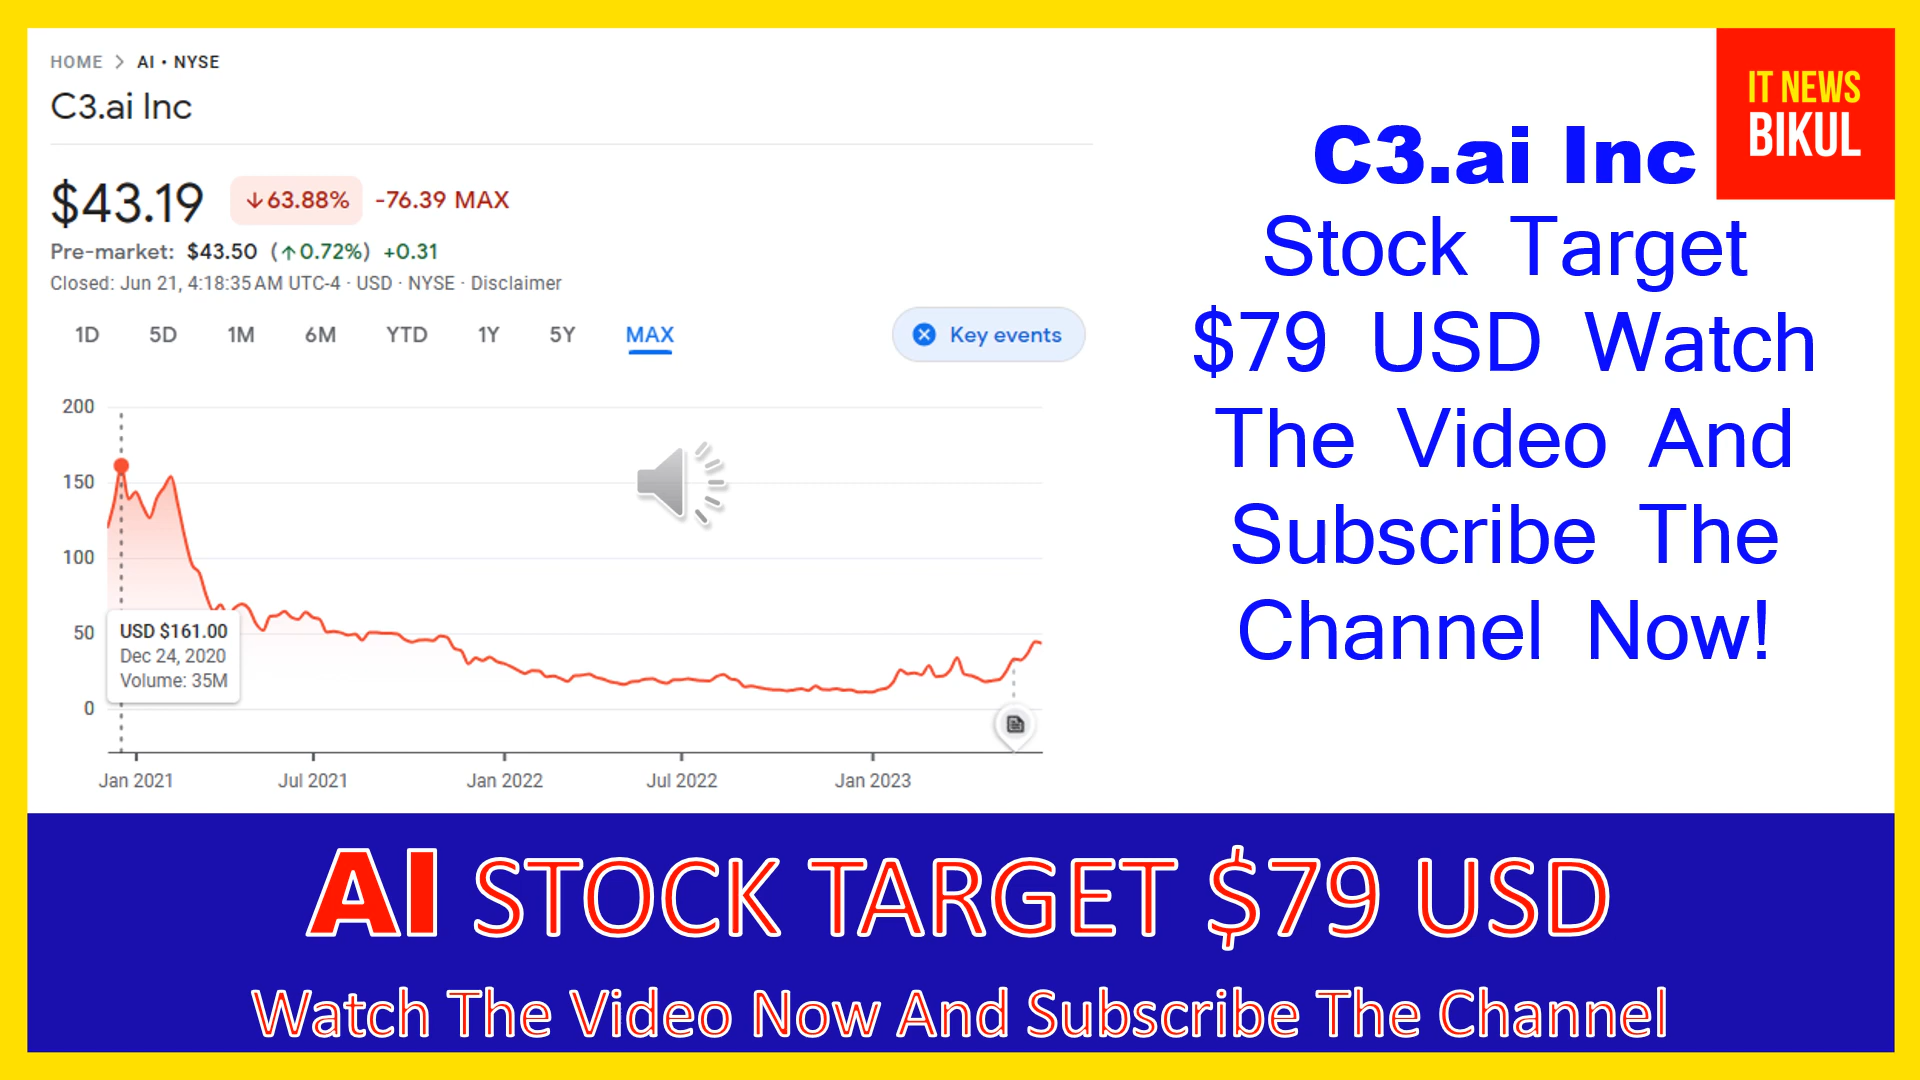 HOME > AI • NYSE
C3.ai Inc
$43.19 ↓63.88% -76.39 MAX
Pre-market: $43.50 (↑0.72%) +0.31
Closed: Jun 21, 4:18:35 AM UTC-4 · USD · NYSE · Disclaimer
1D 5D 1M 6M YTD 1Y 5Y MAX Key events
200
150
100
50
0
USD $161.00
Dec 24, 2020
Volume: 35M
Jan 2021 Jul 2021 Jan 2022 Jul 2022 Jan 2023
IT NEWS
BIKUL
C3.ai Inc
Stock Target
$79 USD Watch
The Video And
Subscribe The
Channel Now!
AI STOCK TARGET $79 USD
Watch The Video Now And Subscribe The Channel